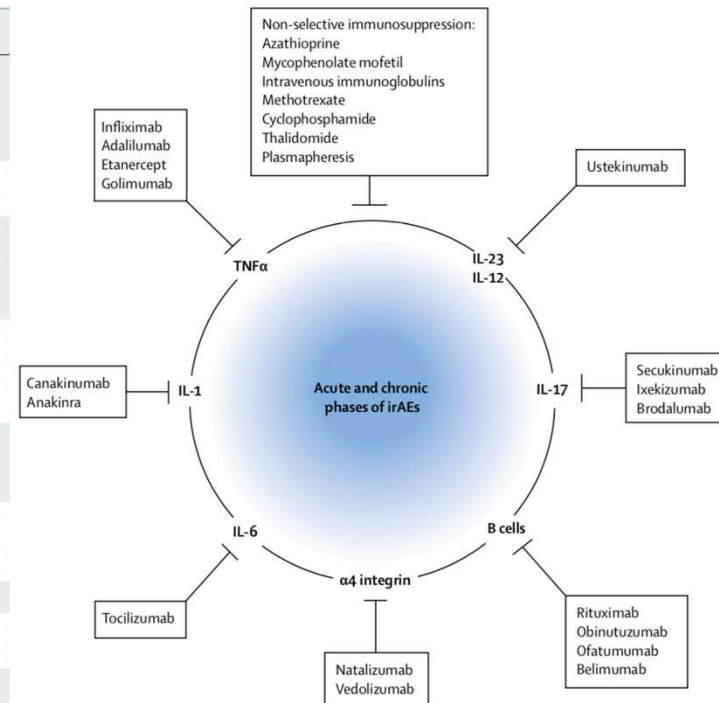 Non-selective immunosuppression:
Azathioprine
Mycophenolate mofetil
Intravenous immunoglobulins
Methotrexate
Cyclophosphamide
Thalidomide
Plasmapheresis
Infliximab
Adalilumab
Etanercept
Golimumab
Ustekinumab
TNFα
IL-23
IL-12
Canakinumab
Anakinra
IL-1
Acute and chronic
phases of irAEs
IL-17
Secukinumab
Ixekizumab
Brodalumab
IL-6
B cells
α4 integrin
Tocilizumab
Natalizumab
Vedolizumab
Rituximab
Obinutuzumab
Ofatumumab
Belimumab